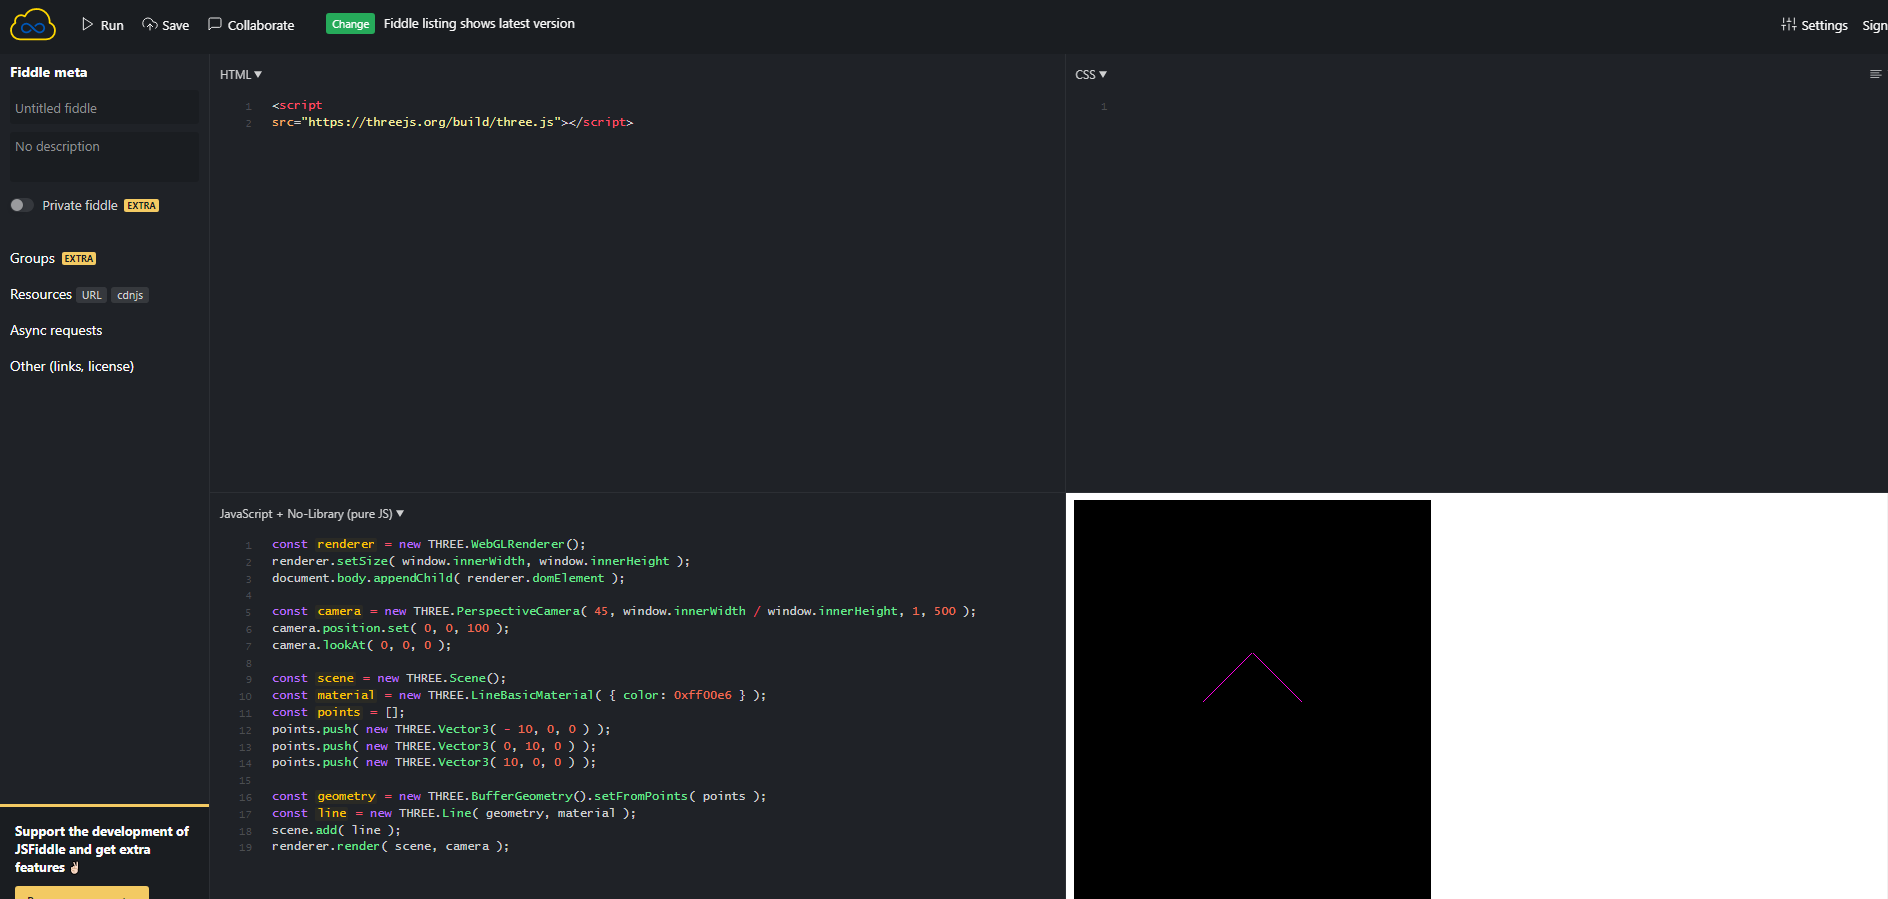 Run
Save
Collaborate
Change
Fiddle listing shows latest version
Settings
Sign
Fiddle meta
Untitled fiddle
No description
Private fiddle EXTRA
Groups EXTRA
Resources URL cdnjs
Async requests
Other (links, license)
Support the development of
JSFiddle and get extra
features
HTML ▼
1 <script
2 src="https://threejs.org/build/three.js"></script>
CSS ▼
1
JavaScript + No-Library (pure JS) ▼
1 const renderer = new THREE.WebGLRenderer();
2 renderer.setSize( window.innerWidth, window.innerHeight );
3 document.body.appendChild( renderer.domElement );
4
5 const camera = new THREE.PerspectiveCamera( 45, window.innerWidth / window.innerHeight, 1, 500 );
6 camera.position.set( 0, 0, 100 );
7 camera.lookAt( 0, 0, 0 );
8
9 const scene = new THREE.Scene();
10 const material = new THREE.LineBasicMaterial( { color: 0xff00e6 } );
11 const points = [];
12 points.push( new THREE.Vector3( - 10, 0, 0 ) );
13 points.push( new THREE.Vector3( 0, 10, 0 ) );
14 points.push( new THREE.Vector3( 10, 0, 0 ) );
15
16 const geometry = new THREE.BufferGeometry().setFromPoints( points );
17 const line = new THREE.Line( geometry, material );
18 scene.add( line );
19 renderer.render( scene, camera );